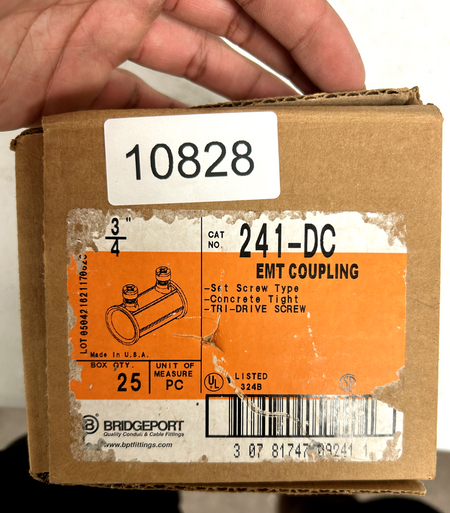 10828
3/4"
CAT NO. 241-DC
EMT COUPLING
-Set Screw Type
-Concrete Tight
-TRI-DRIVE SCREW
Made in U.S.A.
BOX QTY. 25
UNIT OF MEASURE PC
UL LISTED
324B
B BRIDGEPORT
Quality Conduit & Cable Fittings
www.bptfittings.com
3 07 81747 09241